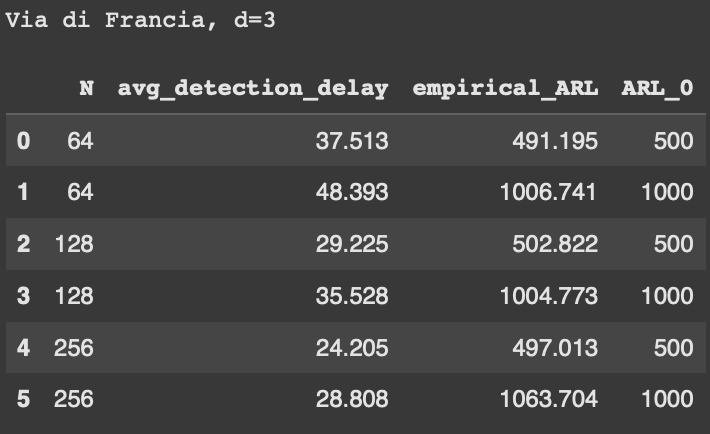 Via di Francia, d=3
N avg_detection_delay empirical_ARL ARL_0
0 64 37.513 491.195 500
1 64 48.393 1006.741 1000
2 128 29.225 502.822 500
3 128 35.528 1004.773 1000
4 256 24.205 497.013 500
5 256 28.808 1063.704 1000